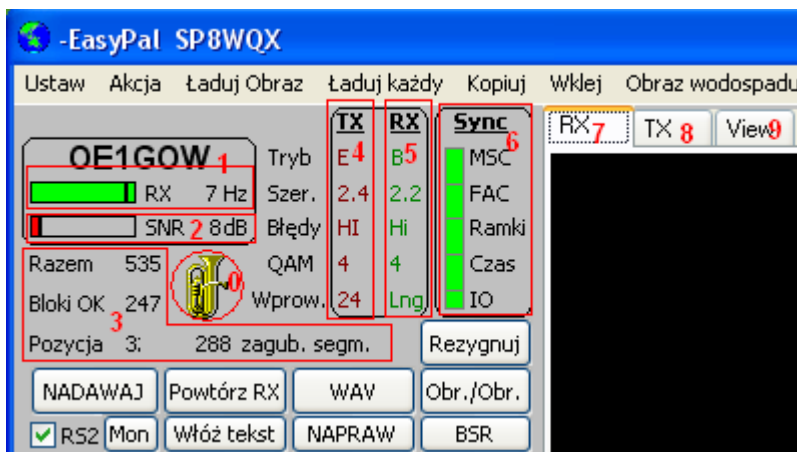 -EasyPal SP8WQX
Ustaw Akcja Ładuj Obraz Ładuj każdy Kopiuj Wklej Obraz wodospadu
TX RX Sync RX 7 TX 8 View 9
OE1GOW 1 Tryb E 4 B 5 MSC 6
RX 7 Hz Szer. 2.4 2.2 FAC
SNR 2 8dB Błędy HI Hi Ramki
Razem 535 0 QAM 4 4 Czas
Bloki OK 247 3 Wprow. 24 Lng IO
Pozycja 288 zagub. segm. Rezygnuj
NADAWAJ Powtórz RX WAV Obr./Obr.
RS2 Mon Włóż tekst NAPRAW BSR